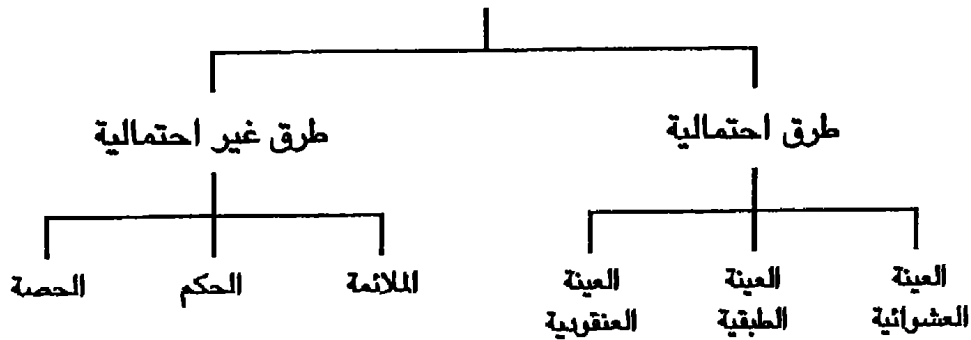 طرق احتمالية
طرق غير احتمالية
العينة
العشوائية
العينة
الطبقية
العينة
العنقودية
الملائمة
الحكم
الحصة